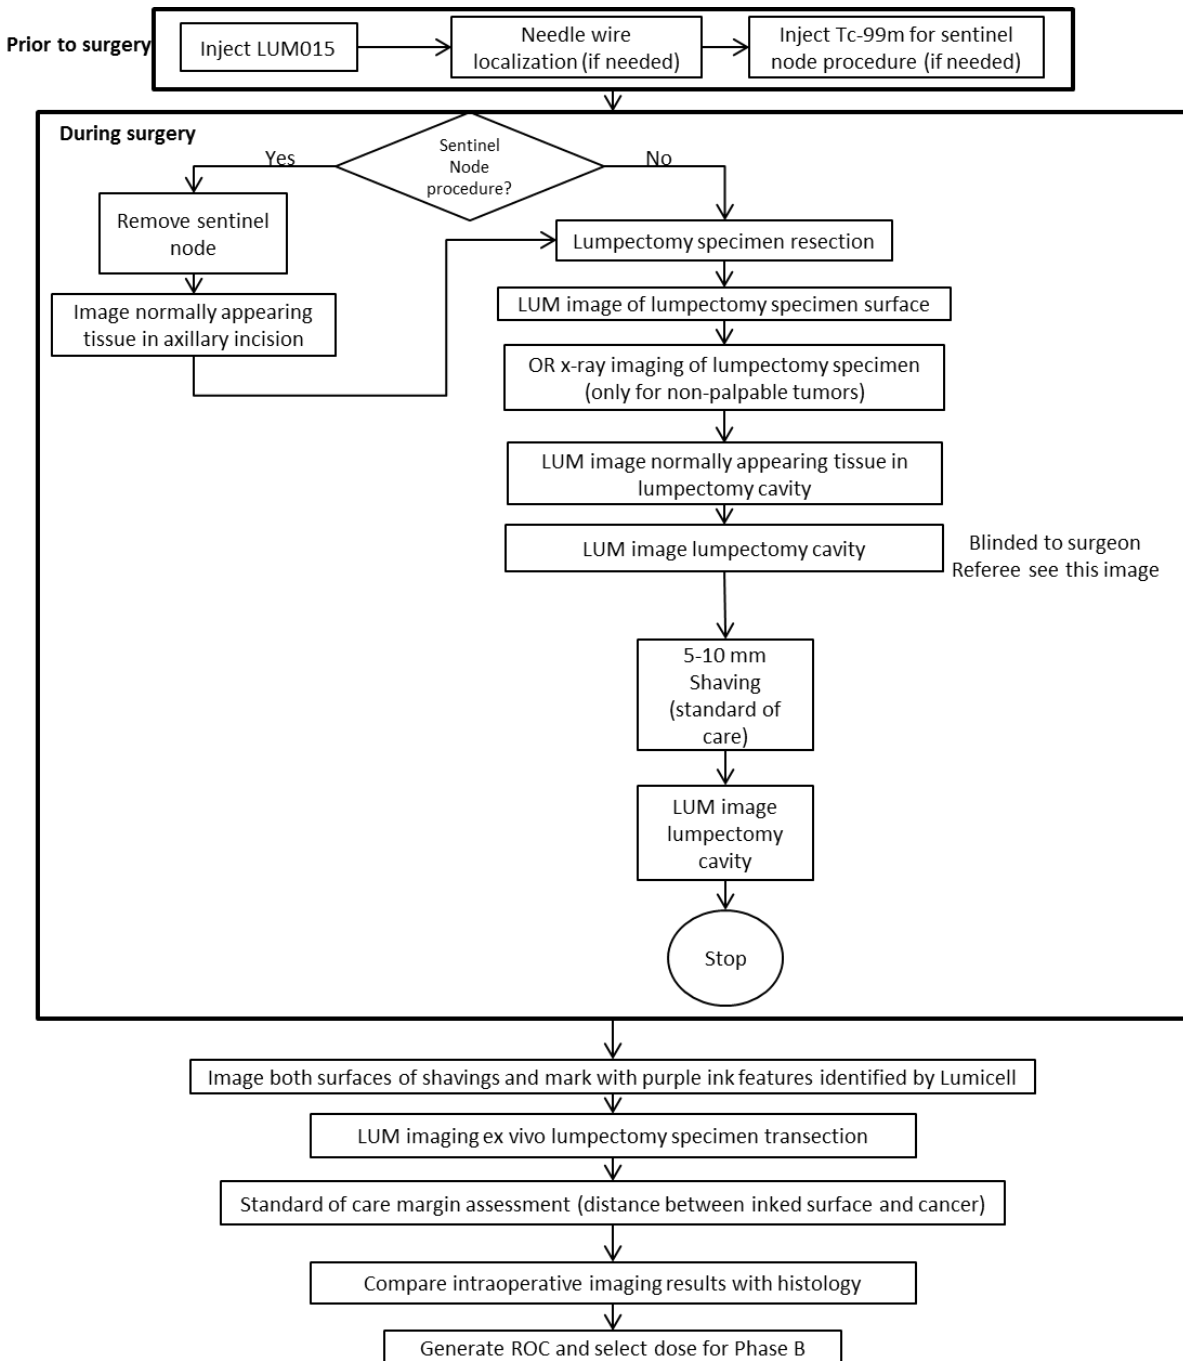 Prior to surgery
Inject LUM015
Needle wire
localization (if needed)
Inject Tc-99m for sentinel
node procedure (if needed)
During surgery
Sentinel
Node
procedure?
Yes
No
Remove sentinel
node
Image normally appearing
tissue in axillary incision
Lumpectomy specimen resection
LUM image of lumpectomy specimen surface
OR x-ray imaging of lumpectomy specimen
(only for non-palpable tumors)
LUM image normally appearing tissue in
lumpectomy cavity
LUM image lumpectomy cavity
Blinded to surgeon
Referee see this image
5-10 mm
Shaving
(standard of
care)
LUM image
lumpectomy
cavity
Stop
Image both surfaces of shavings and mark with purple ink features identified by Lumicell
LUM imaging ex vivo lumpectomy specimen transection
Standard of care margin assessment (distance between inked surface and cancer)
Compare intraoperative imaging results with histology
Generate ROC and select dose for Phase B